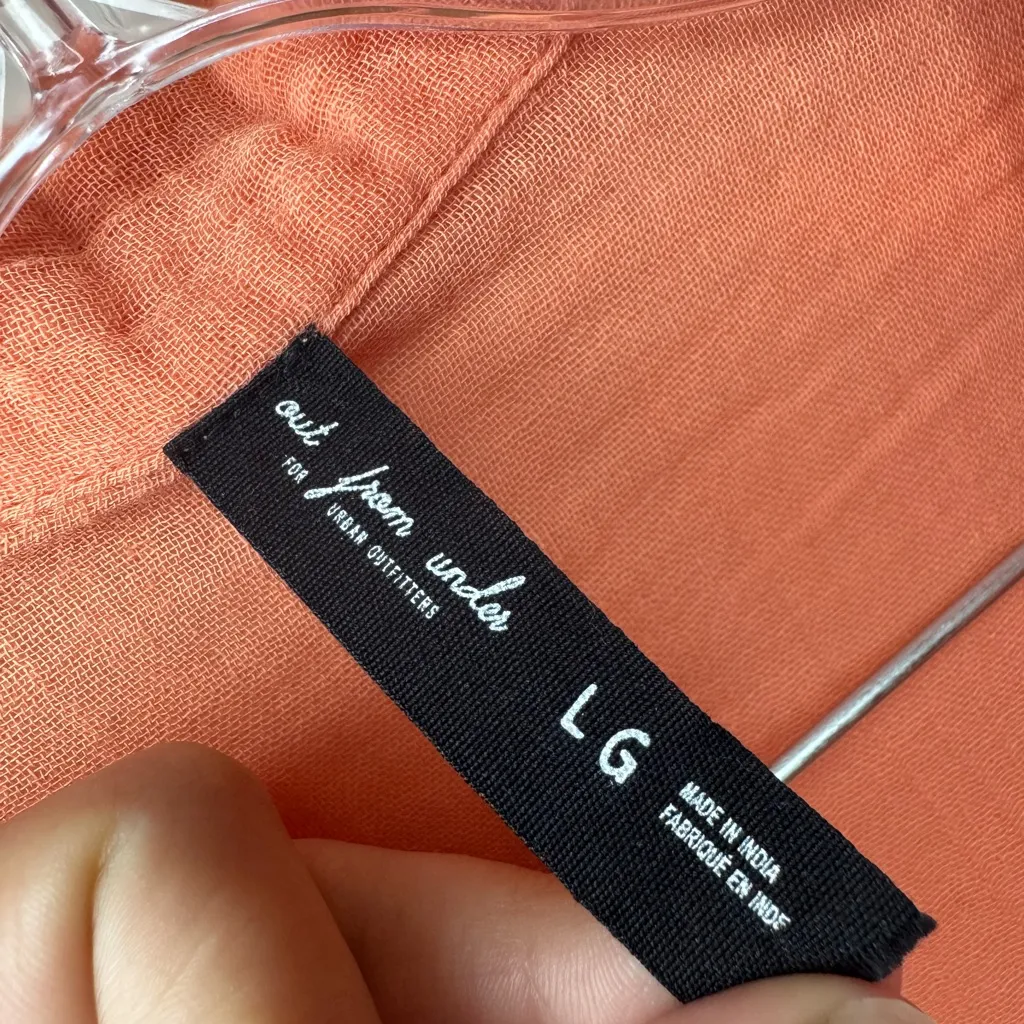 out from under
FOR URBAN OUTFITTERS
LG
MADE IN INDIA
FABRIQUÉ EN INDE